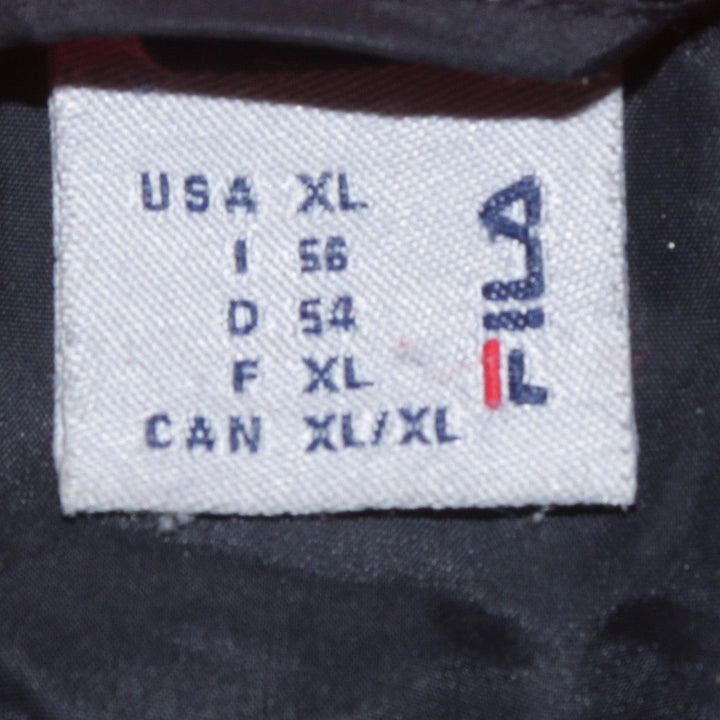 USA XL
I 56
D 54
F XL
CAN XL/XL
FILA